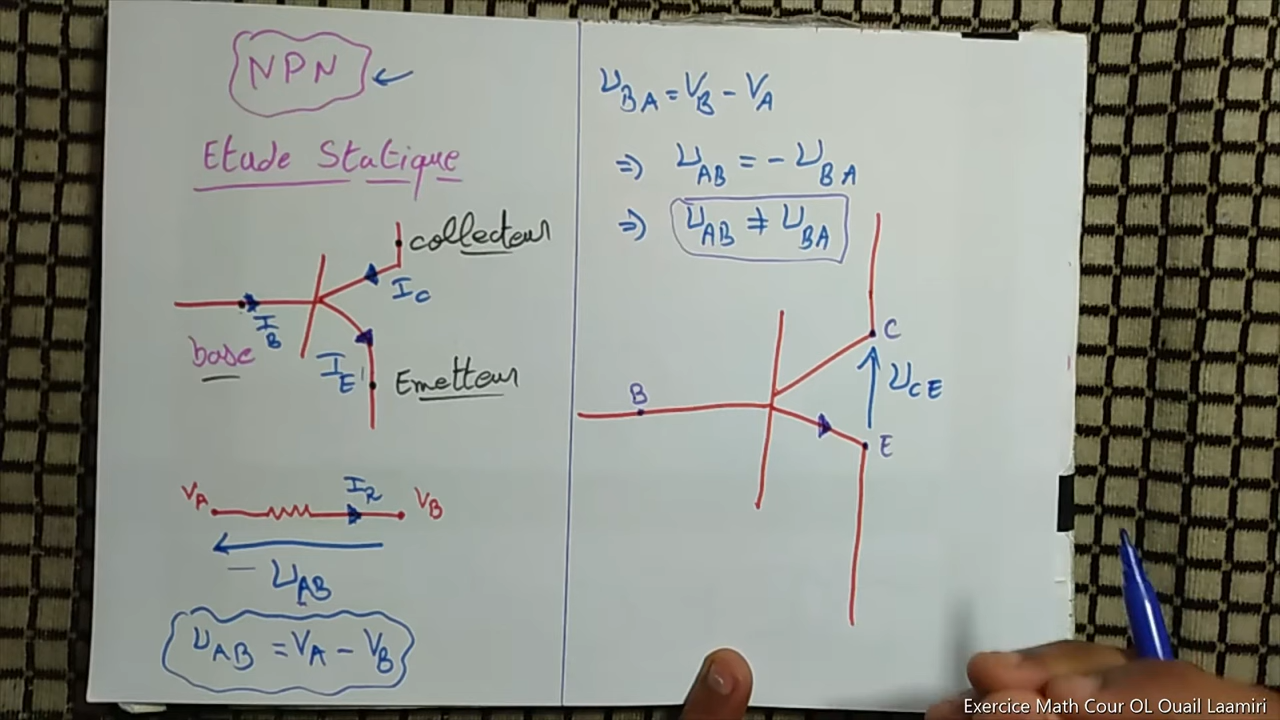 NPN
Etude Statique
collecteur
I_C
I_B
base
I_E
Emetteur
V_A I_R V_B
U_AB
U_AB = V_A - V_B
U_BA = V_B - V_A
⇒ U_AB = - U_BA
⇒ U_AB ≠ U_BA
C
B
U_CE
E
Exercice Math Cour OL Ouail Laamiri